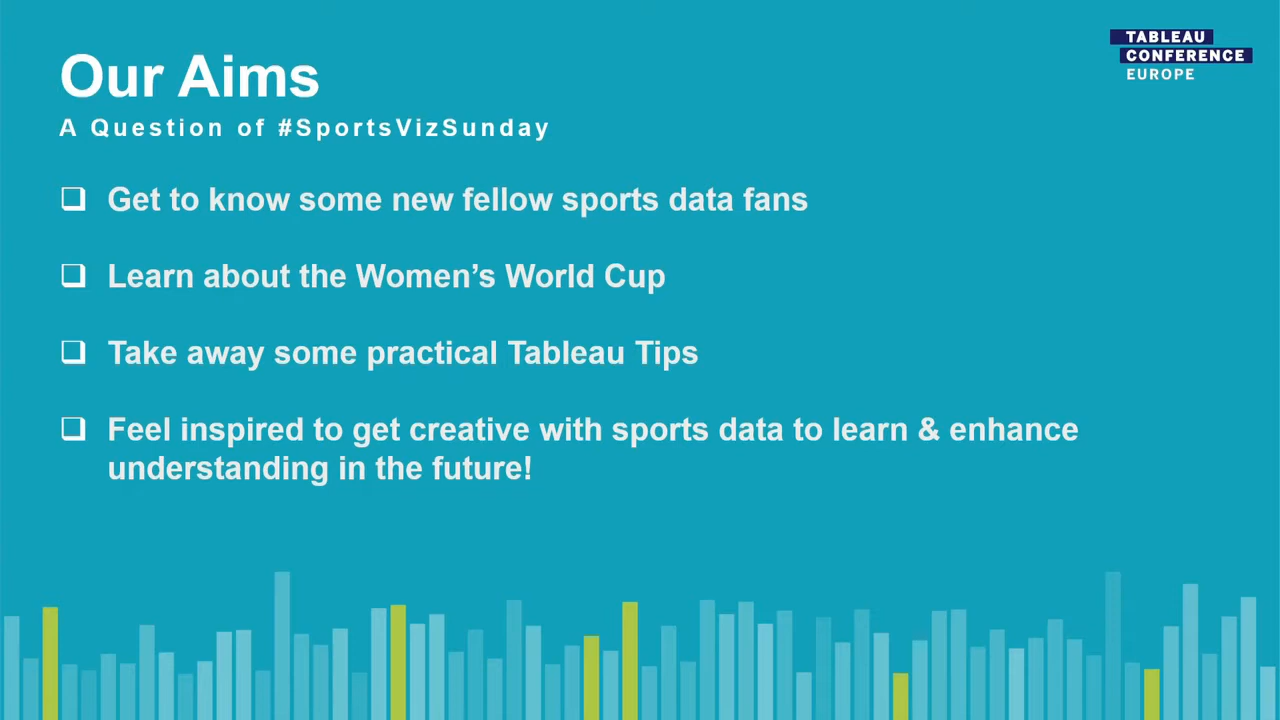 TABLEAU
CONFERENCE
EUROPE
Our Aims
A Question of #SportsVizSunday
❑ Get to know some new fellow sports data fans
❑ Learn about the Women’s World Cup
❑ Take away some practical Tableau Tips
❑ Feel inspired to get creative with sports data to learn & enhance
understanding in the future!